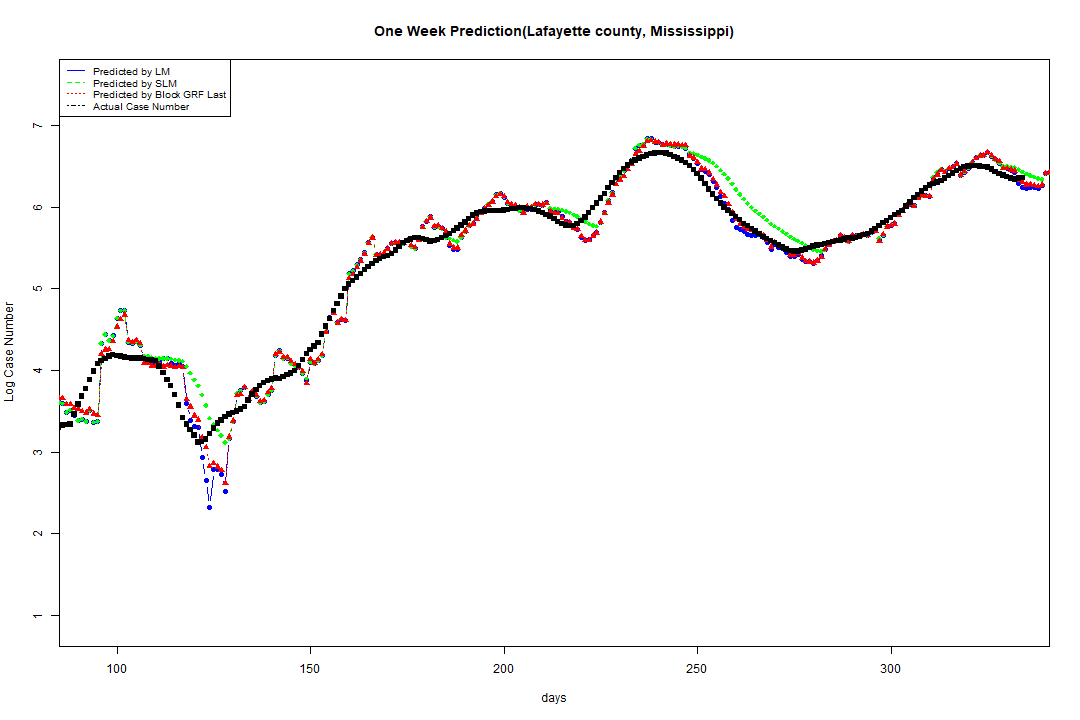 One Week Prediction(Lafayette county, Mississippi)
Predicted by LM
Predicted by SLM
Predicted by Block GRF Last
Actual Case Number
7
6
5
4
3
2
1
Log Case Number
100 150 200 250 300
days